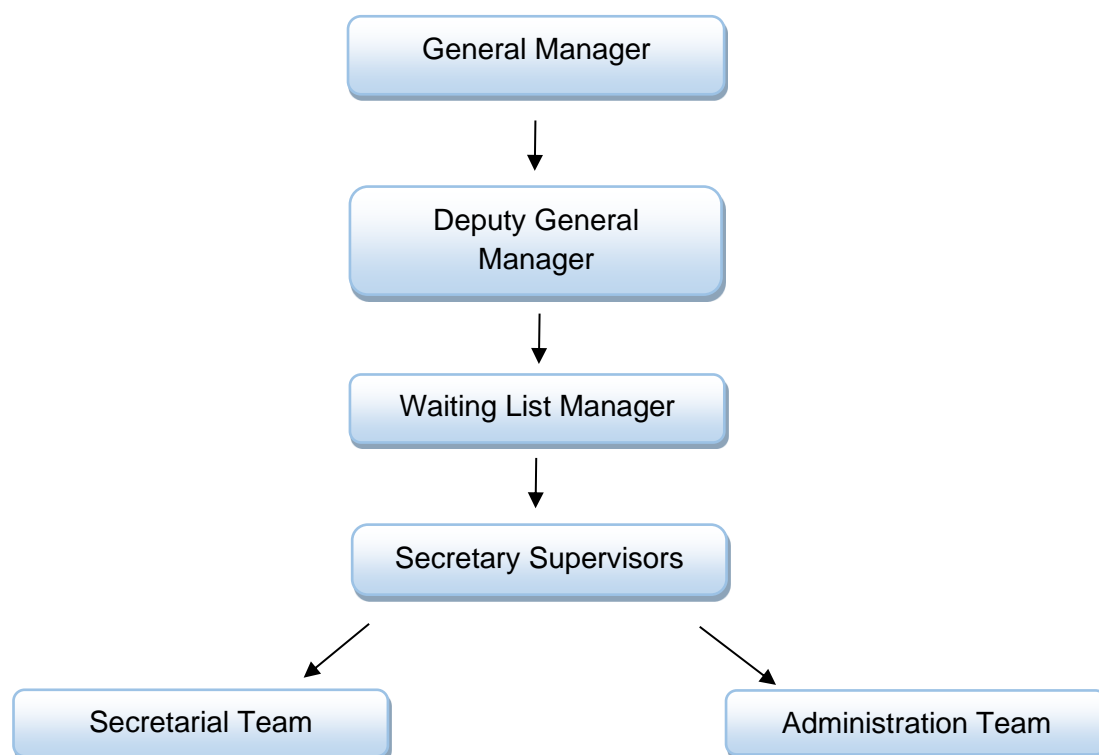 General Manager
Deputy General
Manager
Waiting List Manager
Secretary Supervisors
Secretarial Team
Administration Team